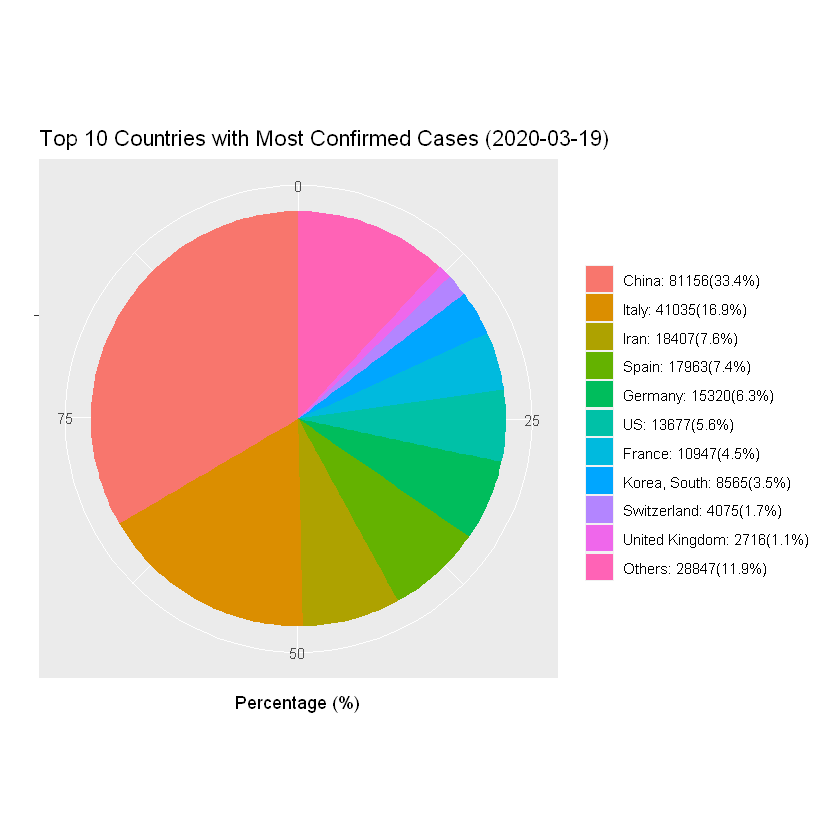 Top 10 Countries with Most Confirmed Cases (2020-03-19)
0
75
25
50
Percentage (%)
China: 81156(33.4%)
Italy: 41035(16.9%)
Iran: 18407(7.6%)
Spain: 17963(7.4%)
Germany: 15320(6.3%)
US: 13677(5.6%)
France: 10947(4.5%)
Korea, South: 8565(3.5%)
Switzerland: 4075(1.7%)
United Kingdom: 2716(1.1%)
Others: 28847(11.9%)